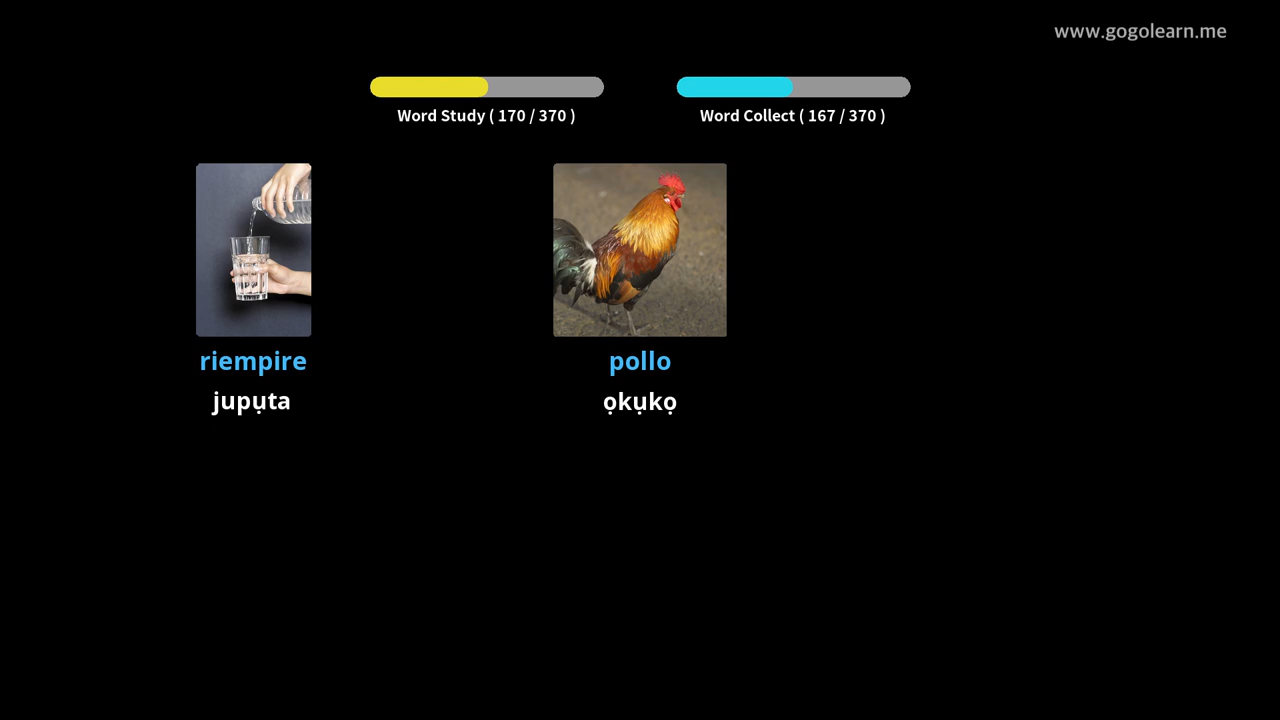 www.gogolearn.me
Word Study ( 170 / 370 )
Word Collect ( 167 / 370 )
riempire
pollo
jupụta
ọkụkọ